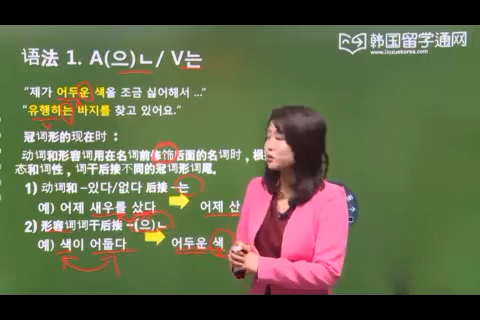 韩国留学通网
www.liuxuekorea.com
语法 1. A(으)ㄴ / V는
"제가 어두운 색을 조금 싫어해서 ..."
"유행하는 바지를 찾고 있어요."
冠词形的现在时 :
动词和形容词用在名词前修饰后面的名词时，根
态和词性，词干后接不同的冠词形词尾。
1) 动词和 -있다/없다 后接 -는
예) 어제 새우를 샀다 어제 산
2) 形容词词干后接 -(으)ㄴ
예) 색이 어둡다 어두운 색